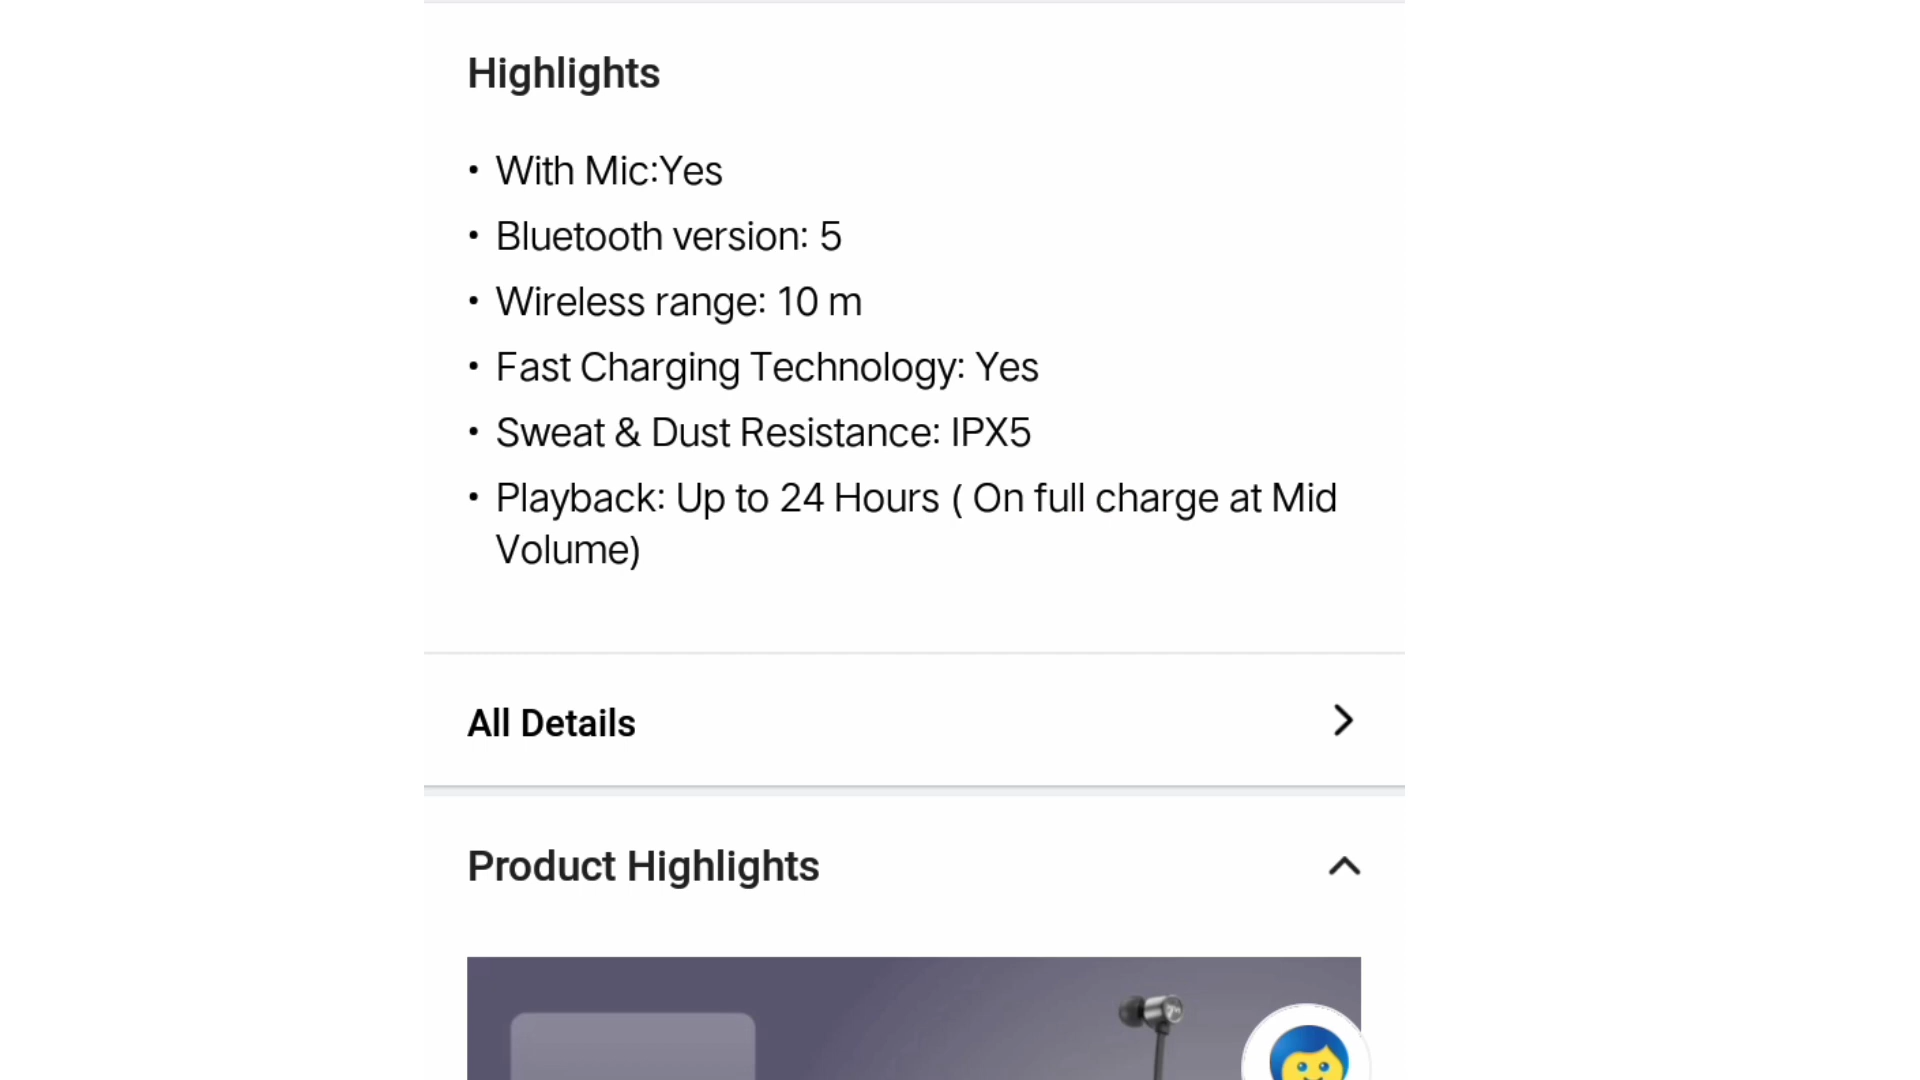 Highlights
• With Mic:Yes
• Bluetooth version: 5
• Wireless range: 10 m
• Fast Charging Technology: Yes
• Sweat & Dust Resistance: IPX5
• Playback: Up to 24 Hours ( On full charge at Mid
Volume)
All Details
Product Highlights